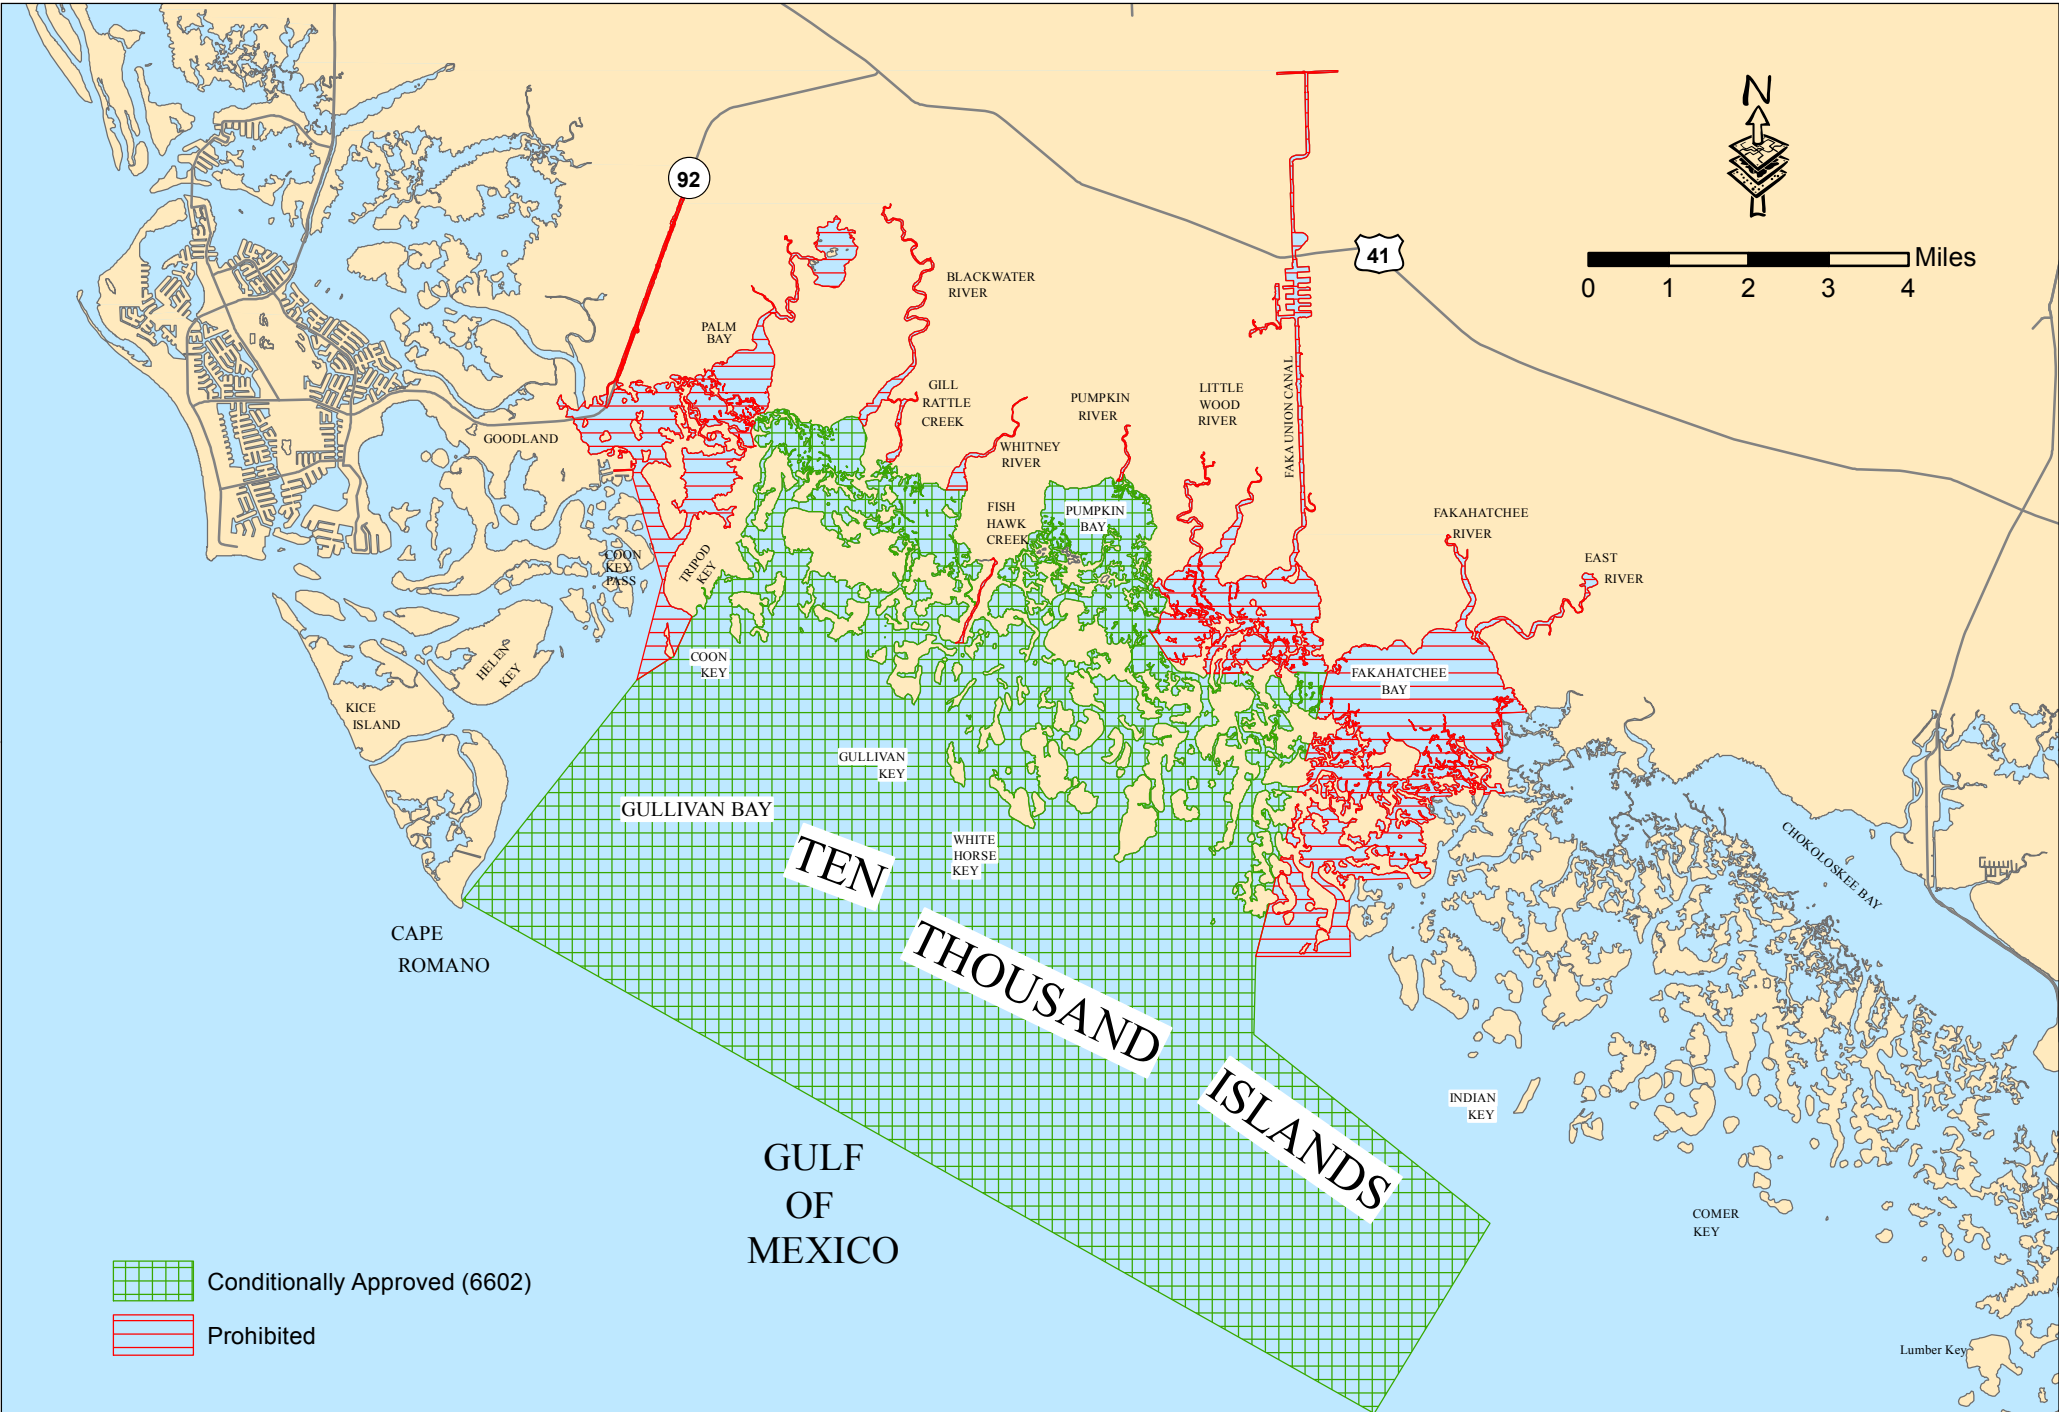 N
92
41
Miles
0 1 2 3 4
BLACKWATER
RIVER
PALM
BAY
GILL
RATTLE
CREEK
PUMPKIN
RIVER
LITTLE
WOOD
RIVER
FAKA UNION CANAL
GOODLAND
WHITNEY
RIVER
FISH
HAWK
CREEK
PUMPKIN
BAY
FAKAHATCHEE
RIVER
EAST
RIVER
COON
KEY
PASS
TRIPOD
KEY
HELEN
KEY
COON
KEY
FAKAHATCHEE
BAY
KICE
ISLAND
GULLIVAN
KEY
GULLIVAN BAY
WHITE
HORSE
KEY
CHOKOLOSKEE BAY
TEN
THOUSAND
ISLANDS
CAPE
ROMANO
INDIAN
KEY
GULF
OF
MEXICO
COMER
KEY
Lumber Key
Conditionally Approved (6602)
Prohibited